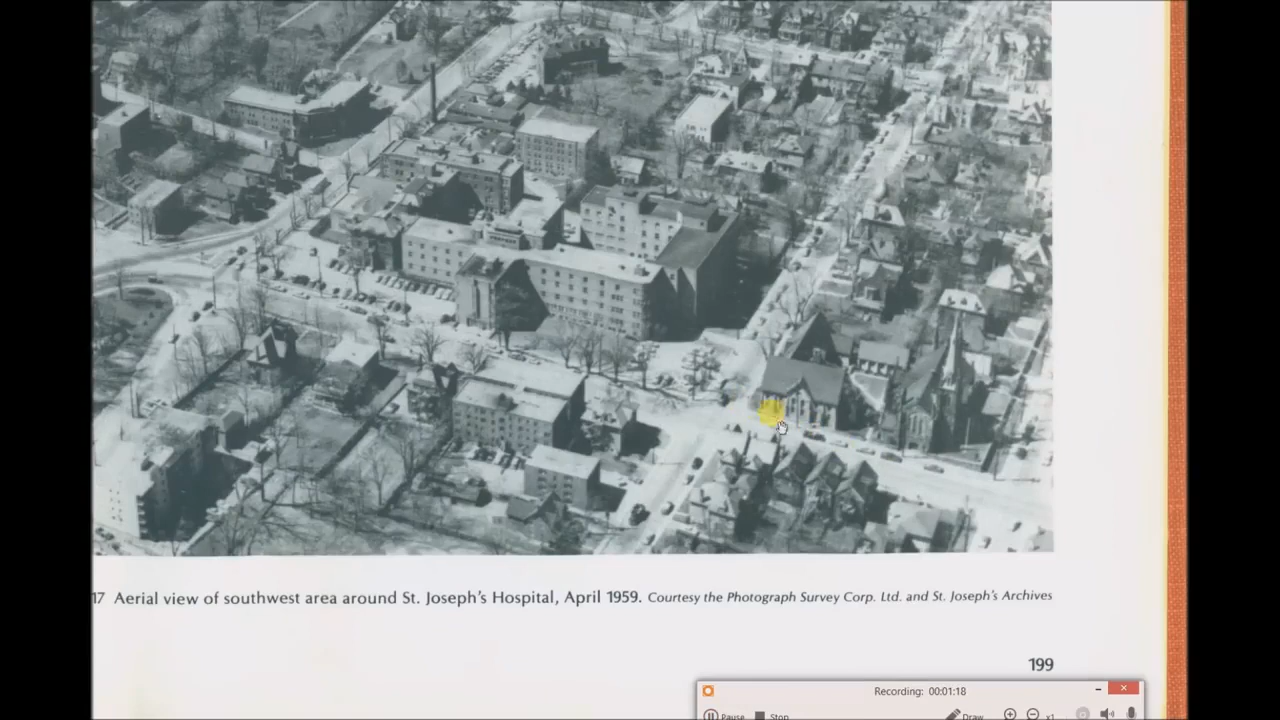 17 Aerial view of southwest area around St. Joseph's Hospital, April 1959. Courtesy the Photograph Survey Corp. Ltd. and St. Joseph's Archives
199
Recording: 00:01:18
Pause Stop Draw x1